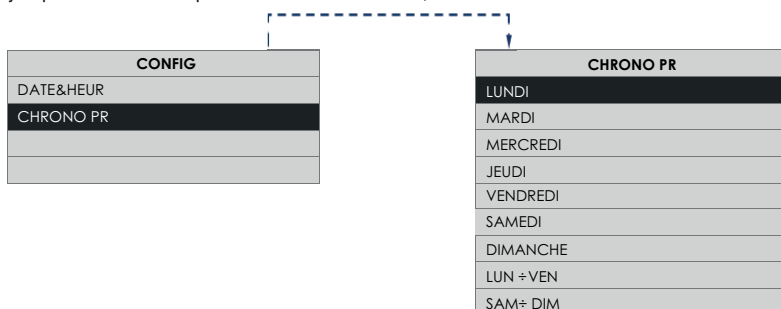 CONFIG
DATE&HEUR
CHRONO PR
CHRONO PR
LUNDI
MARDI
MERCREDI
JEUDI
VENDREDI
SAMEDI
DIMANCHE
LUN ÷VEN
SAM÷ DIM